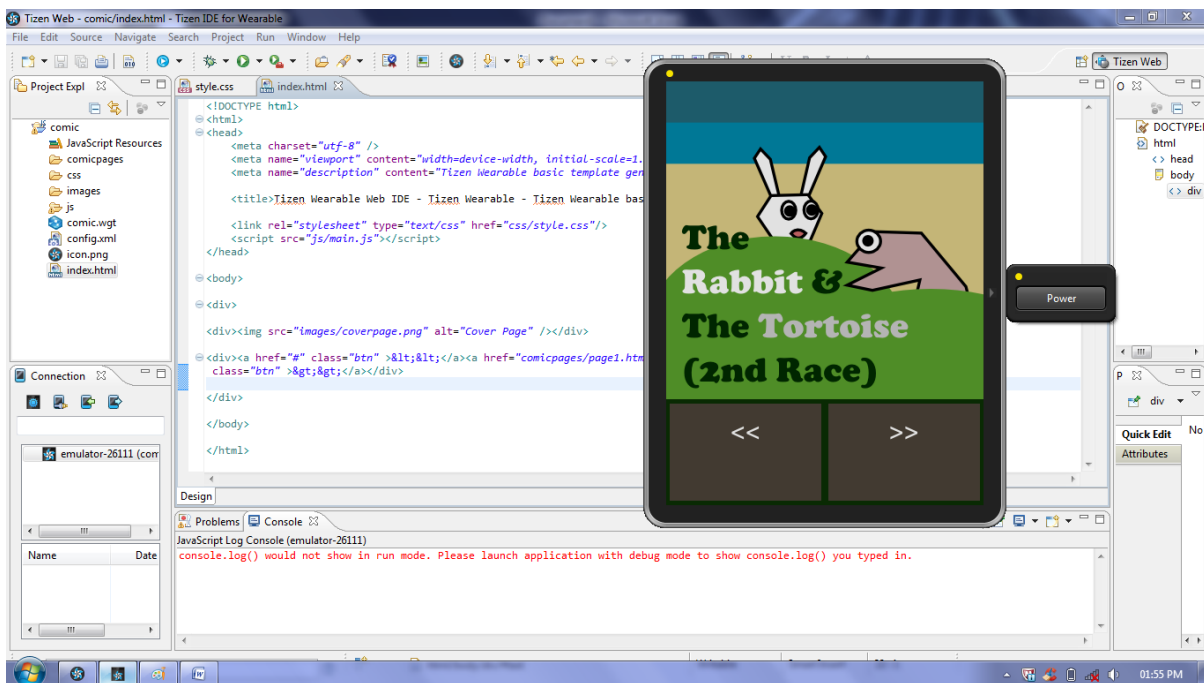 Tizen Web - comic/index.html - Tizen IDE for Wearable
File Edit Source Navigate Search Project Run Window Help
Tizen Web
Project Expl
comic
JavaScript Resources
comicpages
css
images
js
comic.wgt
config.xml
icon.png
index.html
style.css
index.html
<!DOCTYPE html>
<html>
<head>
<meta charset="utf-8" />
<meta name="viewport" content="width=device-width, initial-scale=1.
<meta name="description" content="Tizen Wearable basic template gen
<title>Tizen Wearable Web IDE - Tizen Wearable - Tizen Wearable bas
<link rel="stylesheet" type="text/css" href="css/style.css"/>
<script src="js/main.js"></script>
</head>
<body>
<div>
<div><img src="images/coverpage.png" alt="Cover Page" /></div>
<div><a href="#" class="btn" >&lt;&lt;</a><a href="comicpages/page1.htm
class="btn" >&gt;&gt;</a></div>
</div>
</body>
</html>
Design
The
Rabbit &
The Tortoise
(2nd Race)
<< >>
Power
O
DOCTYPE:
html
<> head
body
<> div
P
div
Quick Edit
No
Attributes
Connection
emulator-26111 (com
Name Date
Problems Console
JavaScript Log Console (emulator-26111)
console.log() would not show in run mode. Please launch application with debug mode to show console.log() you typed in.
01:55 PM